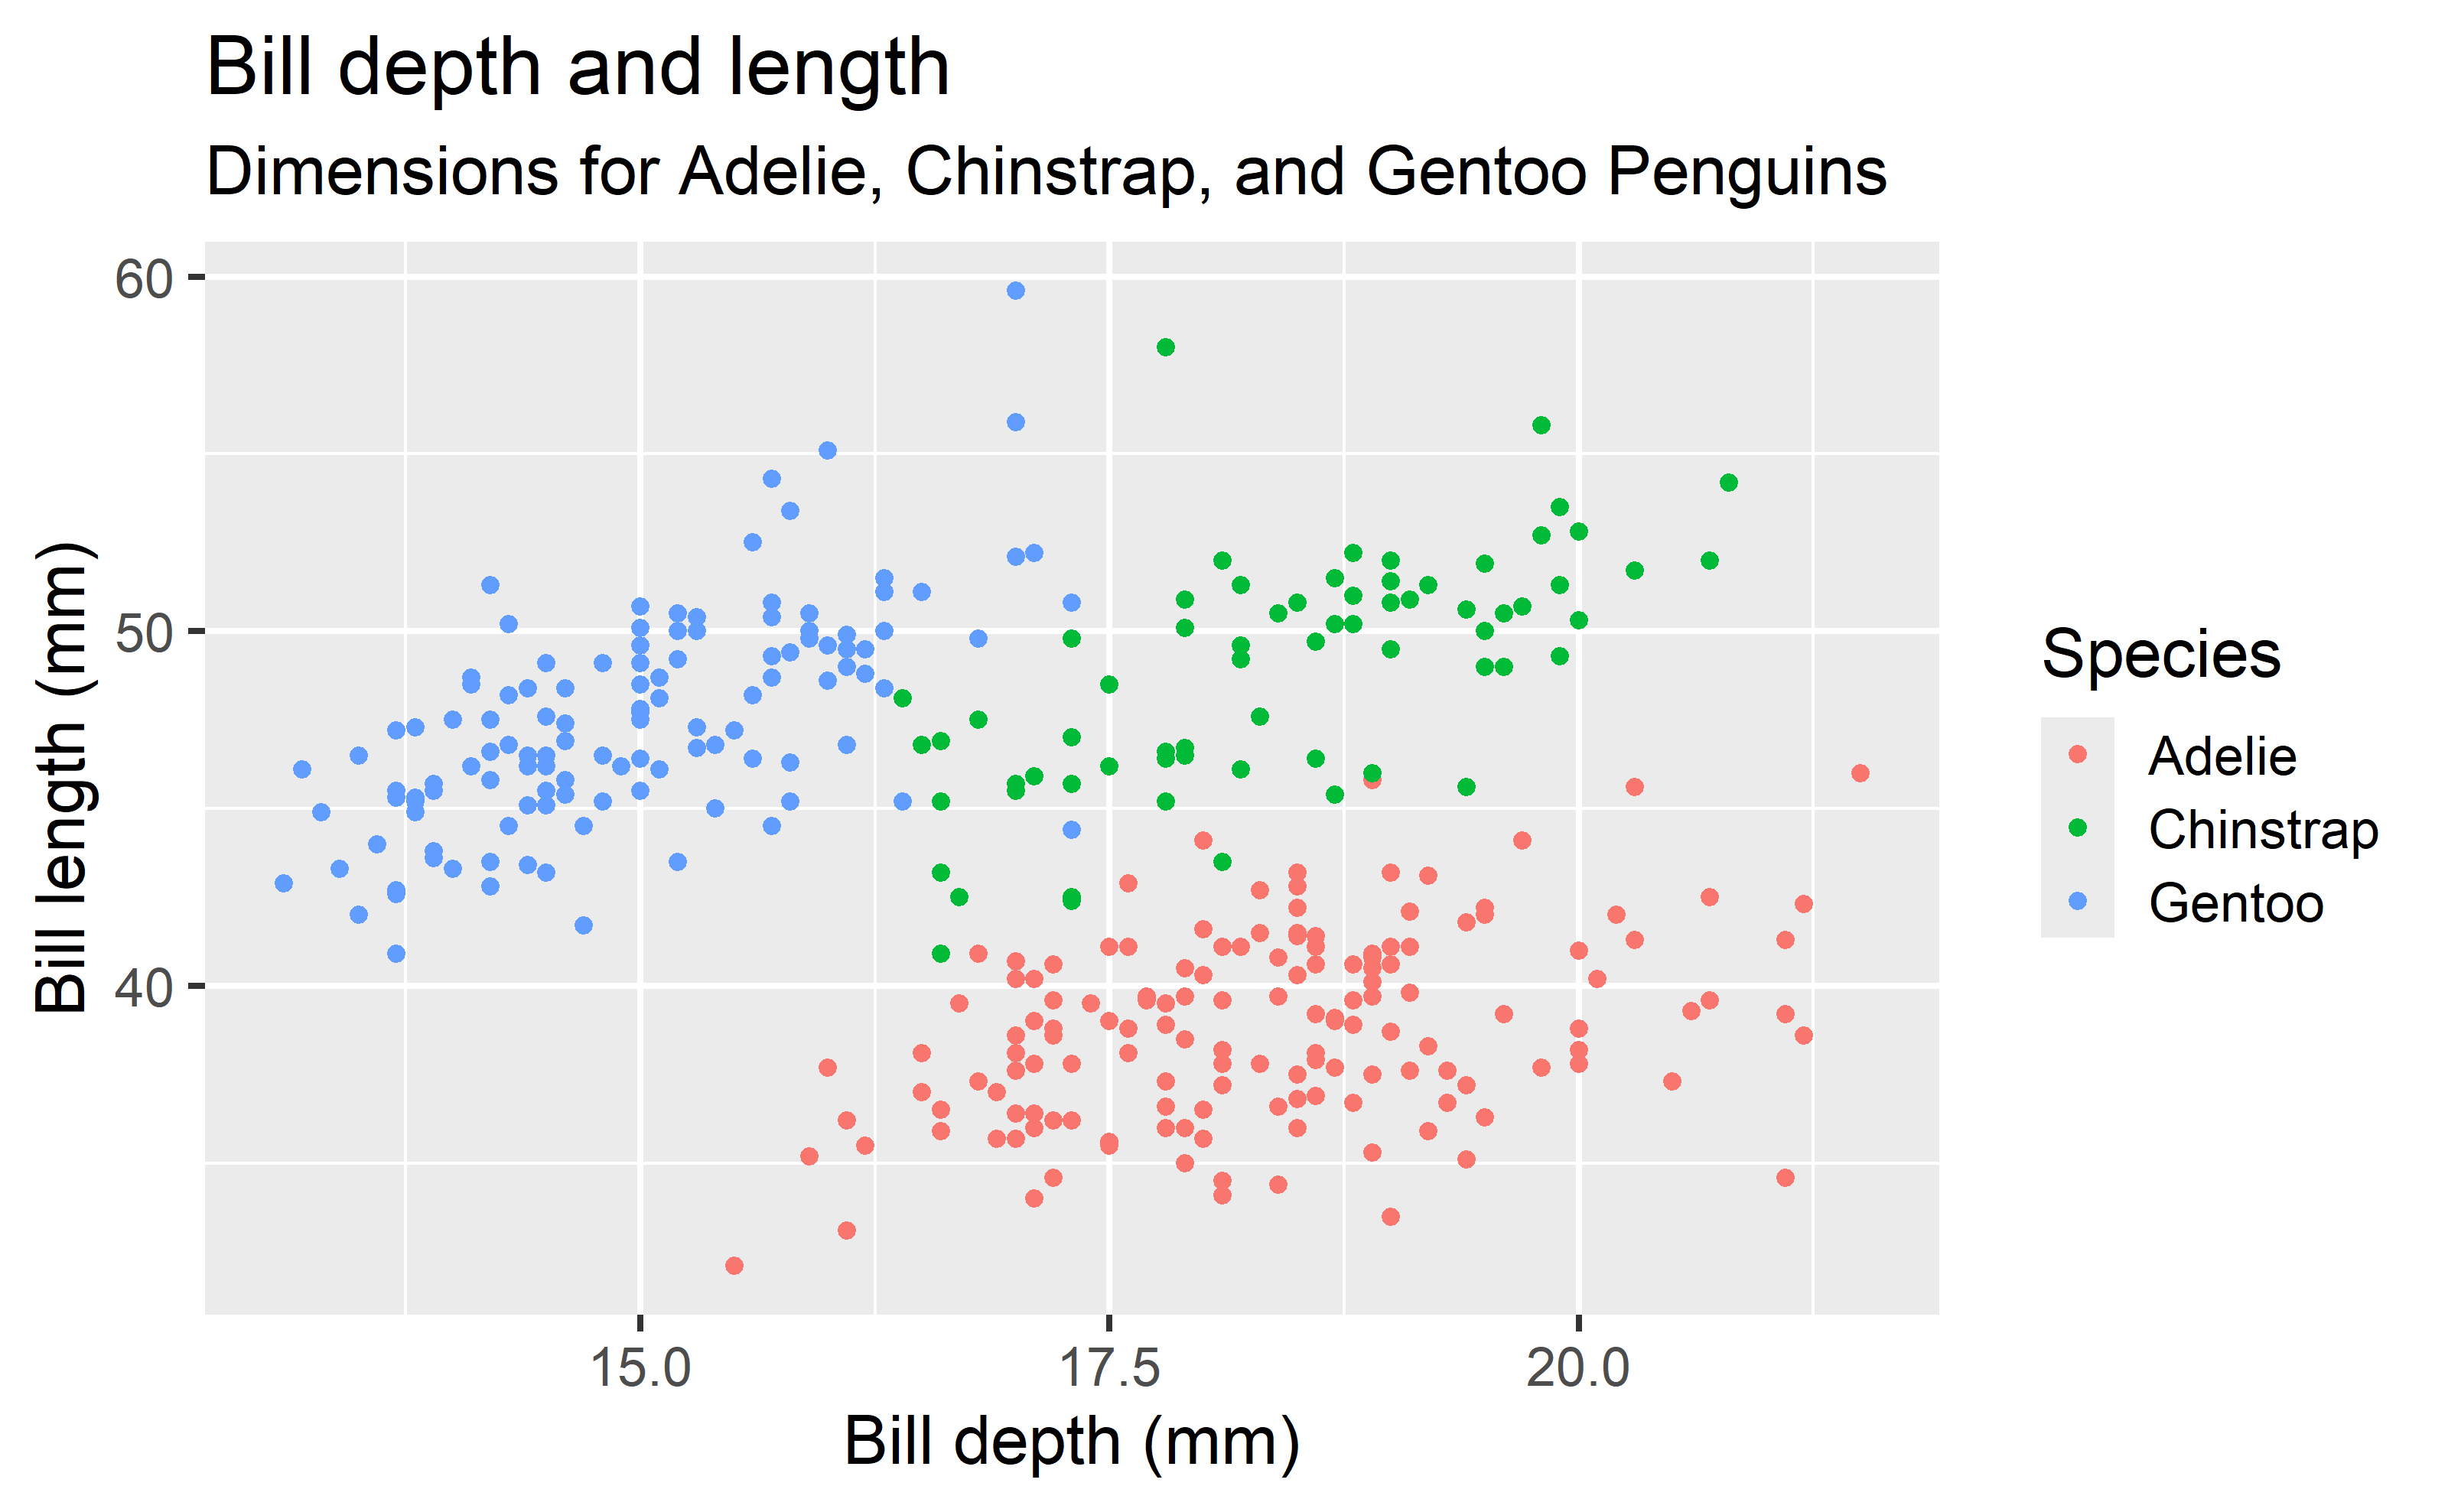 Bill depth and length
Dimensions for Adelie, Chinstrap, and Gentoo Penguins
60
50
40
Bill length (mm)
15.0 17.5 20.0
Bill depth (mm)
Species
Adelie
Chinstrap
Gentoo